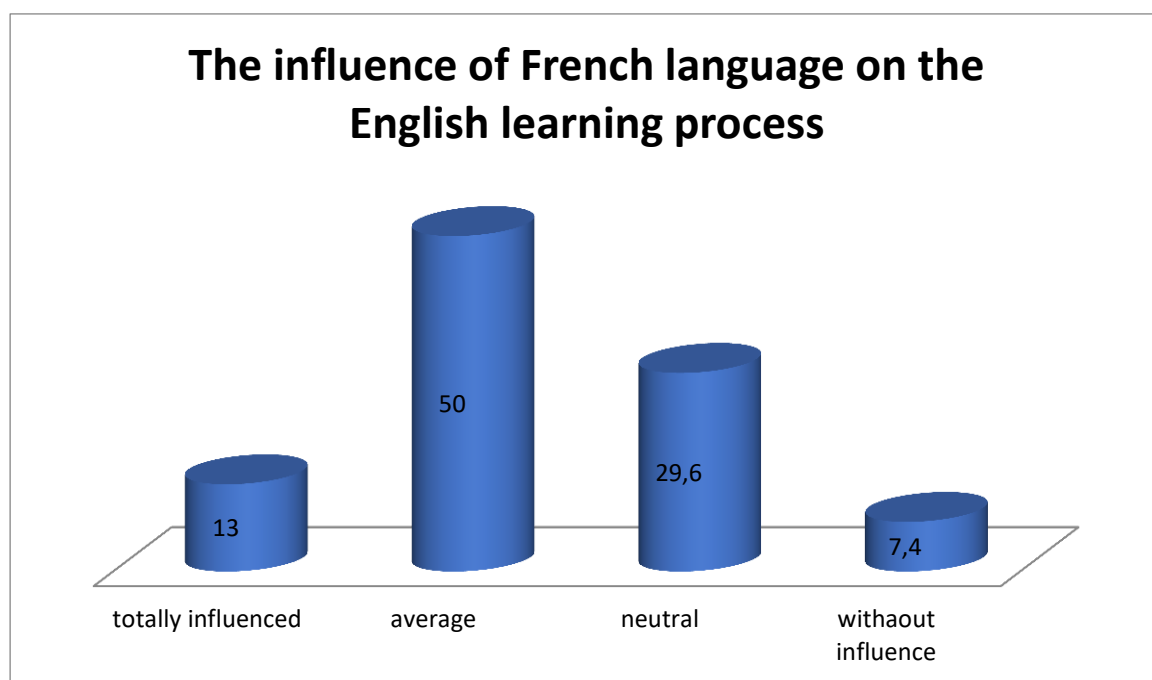 The influence of French language on the
English learning process
50
29,6
13
7,4
totally influenced
average
neutral
withaout
influence